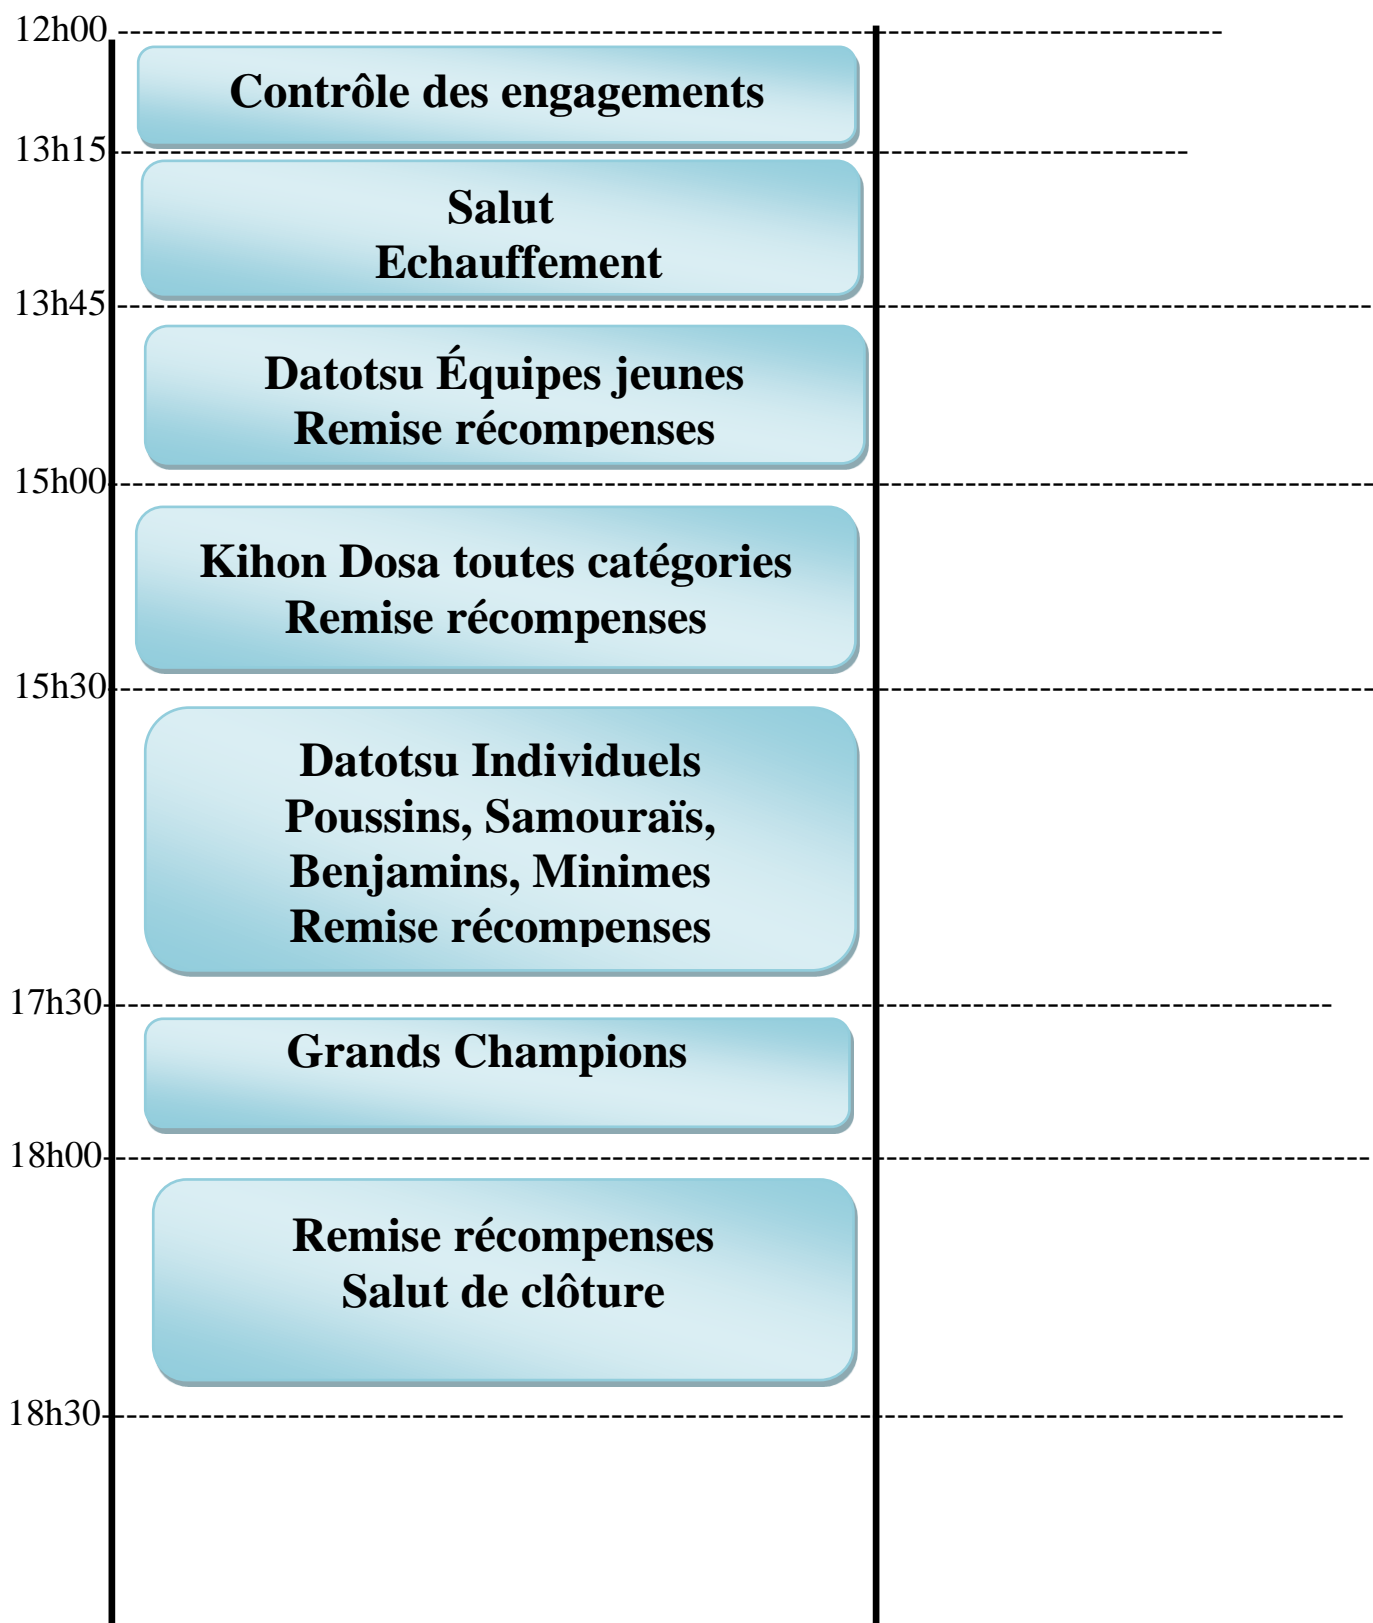 12h00
Contrôle des engagements
13h15
Salut
Echauffement
13h45
Datotsu Équipes jeunes
Remise récompenses
15h00
Kihon Dosa toutes catégories
Remise récompenses
15h30
Datotsu Individuels
Poussins, Samouraïs,
Benjamins, Minimes
Remise récompenses
17h30
Grands Champions
18h00
Remise récompenses
Salut de clôture
18h30